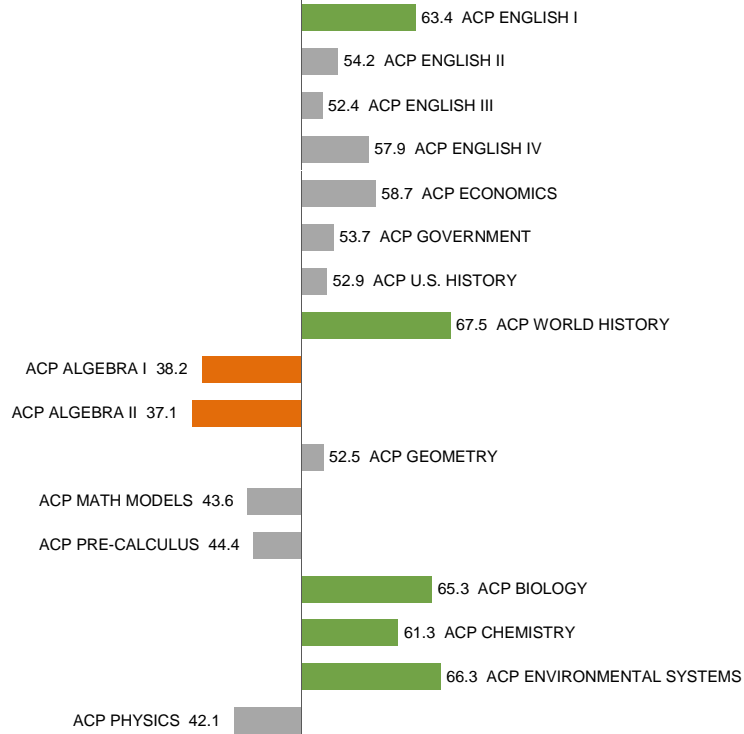 63.4 ACP ENGLISH I
54.2 ACP ENGLISH II
52.4 ACP ENGLISH III
57.9 ACP ENGLISH IV
58.7 ACP ECONOMICS
53.7 ACP GOVERNMENT
52.9 ACP U.S. HISTORY
67.5 ACP WORLD HISTORY
ACP ALGEBRA I 38.2
ACP ALGEBRA II 37.1
52.5 ACP GEOMETRY
ACP MATH MODELS 43.6
ACP PRE-CALCULUS 44.4
65.3 ACP BIOLOGY
61.3 ACP CHEMISTRY
66.3 ACP ENVIRONMENTAL SYSTEMS
ACP PHYSICS 42.1